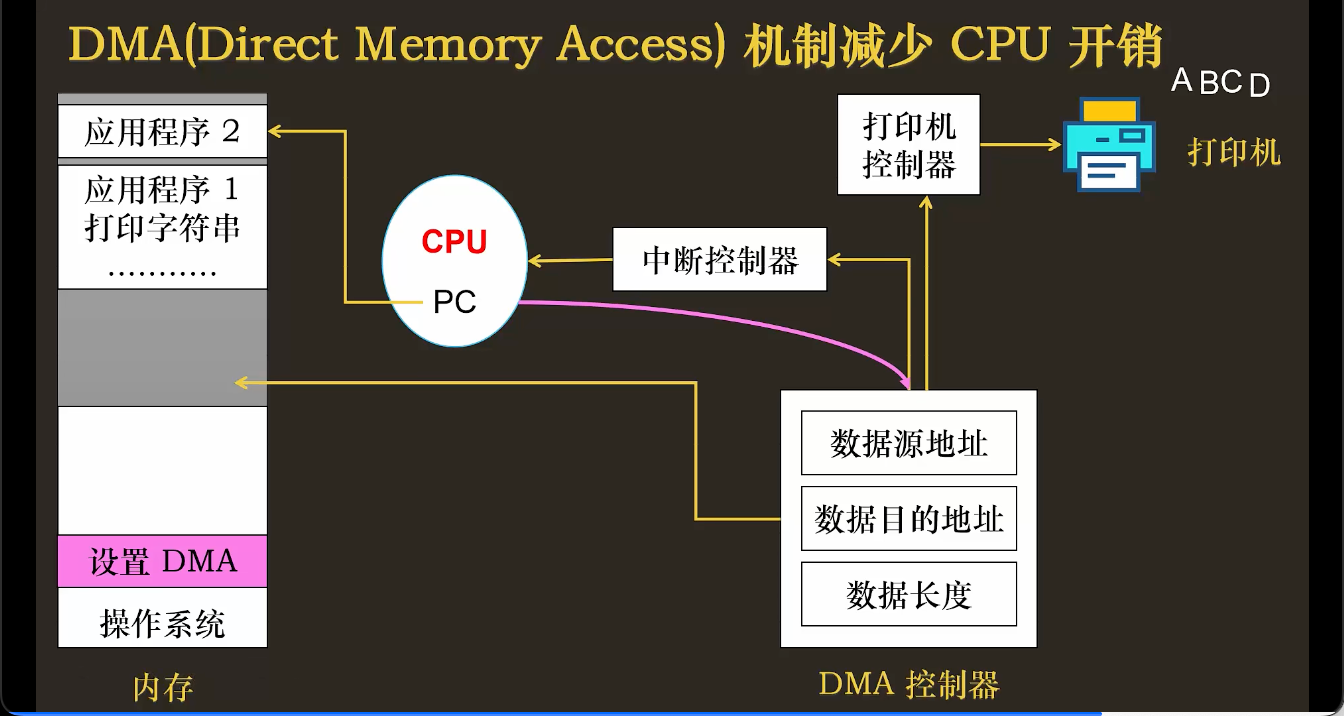 DMA(Direct Memory Access) 机制减少 CPU 开销
A B C D
应用程序 2
应用程序 1
打印字符串
…………
CPU
PC
中断控制器
打印机
控制器
打印机
数据源地址
数据目的地址
数据长度
设置 DMA
操作系统
内存
DMA 控制器